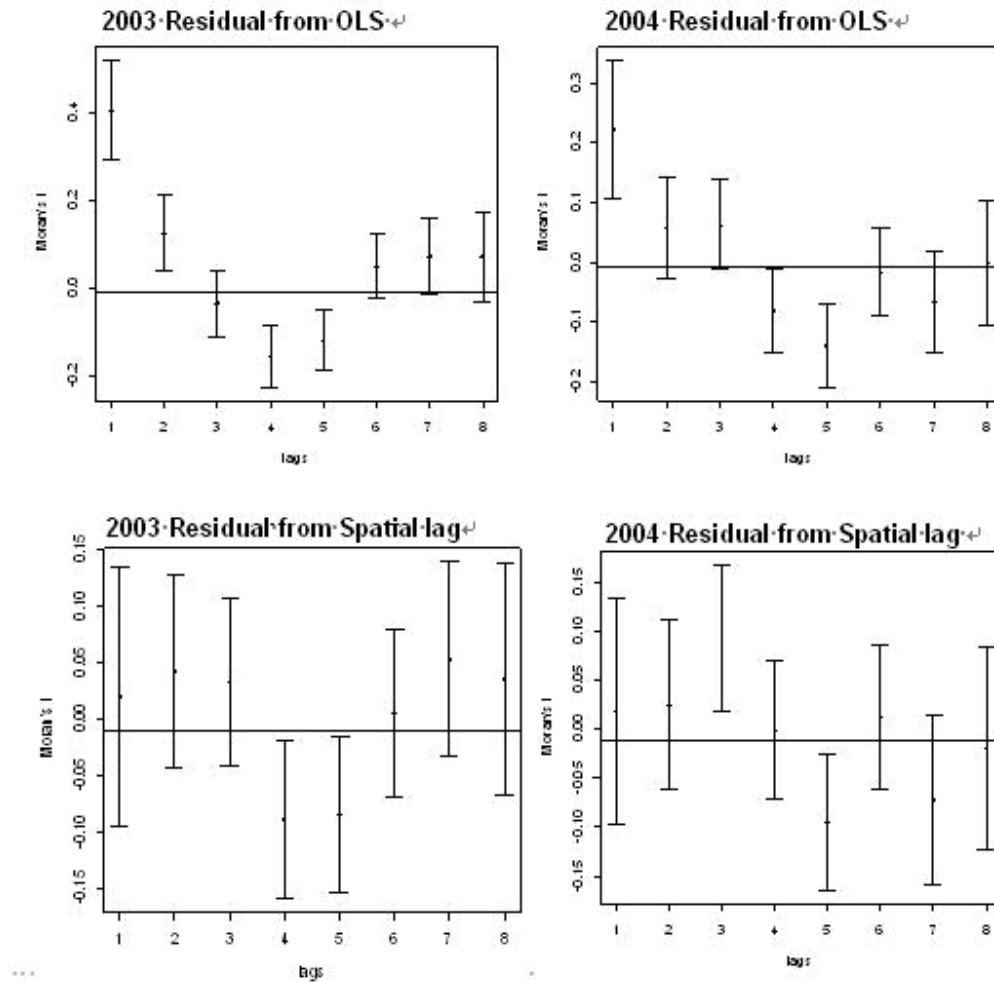 2003·Residual·from·OLS·↵
0.4
0.2
0.0
-0.2
Moran's I
1 2 3 4 5 6 7 8
lags
2004·Residual·from·OLS·↵
0.3
0.2
0.1
0.0
-0.1
-0.2
Moran's I
1 2 3 4 5 6 7 8
lags
2003·Residual·from·Spatial·lag↵
0.15
0.10
0.05
0.00
-0.05
-0.10
-0.15
Moran's I
1 2 3 4 5 6 7 8
lags
2004·Residual·from·Spatial·lag·↵
0.15
0.10
0.05
0.00
-0.05
-0.10
-0.15
Moran's I
1 2 3 4 5 6 7 8
lags